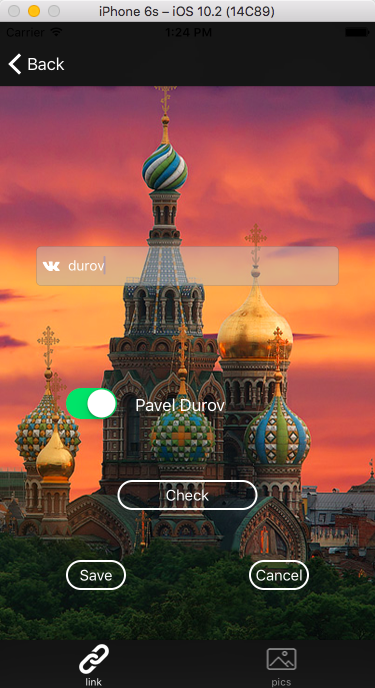 iPhone 6s – iOS 10.2 (14C89)
Carrier 1:24 PM
Back
durov
Pavel Durov
Check
Save Cancel
link pics